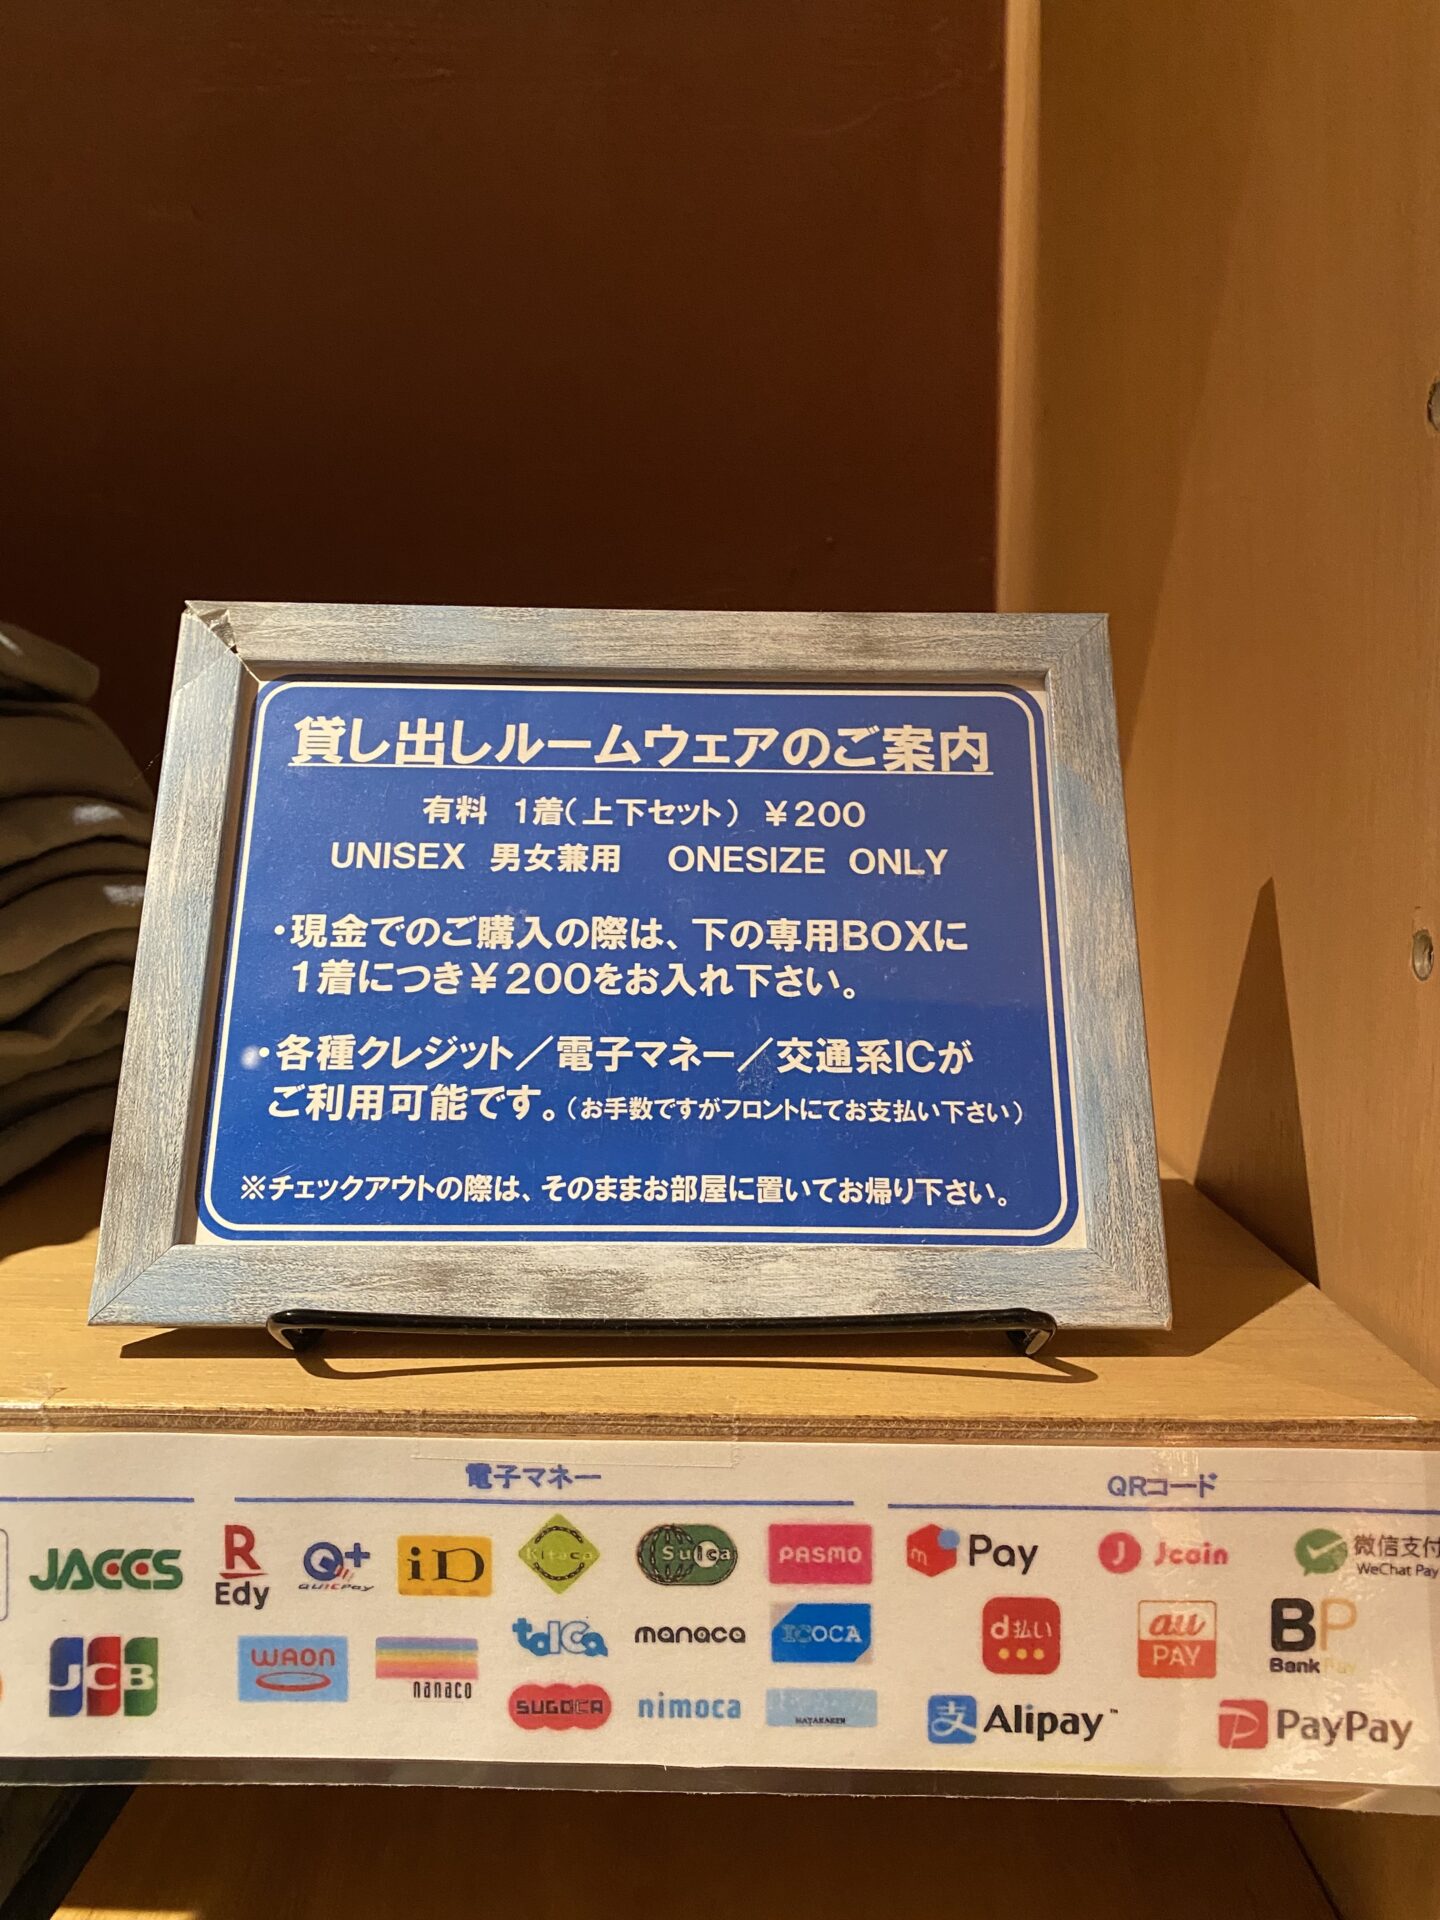 貸し出しルームウェアのご案内
有料 1着(上下セット) ¥200
UNISEX 男女兼用 ONESIZE ONLY
・現金でのご購入の際は、下の専用BOXに
1着につき¥200をお入れ下さい。
・各種クレジット／電子マネー／交通系ICが
ご利用可能です。(お手数ですがフロントにてお支払い下さい)
※チェックアウトの際は、そのままお部屋に置いてお帰り下さい。
電子マネー
QRコード
JACCS
R Edy
Q+ QUICPay
iD
Kitaca
Suica
PASMO
m Pay
J Jcoin
微信支付
WeChat Pay
JCB
WAON
nanaco
toICa
manaca
ICOCA
d払い
au PAY
BP BankPay
SUGOCA
nimoca
HAYAKAKEN
支 Alipay™
PayPay